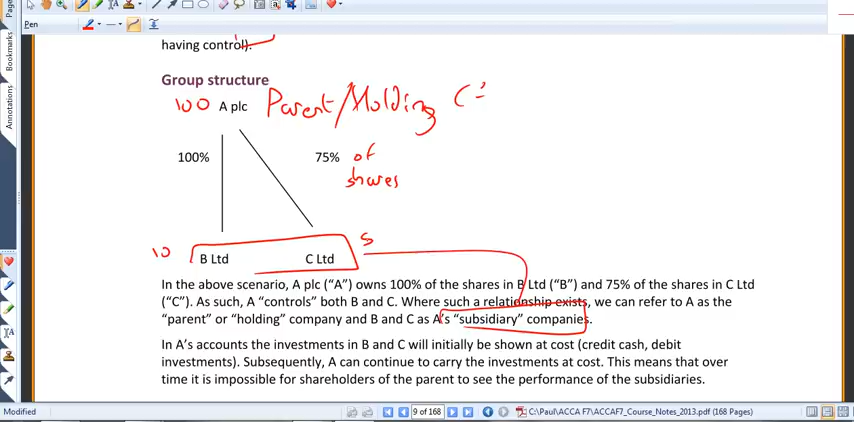 Pages
Pen
Bookmarks
having control).
Group structure
100 A plc Parent/Holding Co:
100% 75% of
shares
10 B Ltd C Ltd 5
In the above scenario, A plc ("A") owns 100% of the shares in B Ltd ("B") and 75% of the shares in C Ltd
("C"). As such, A "controls" both B and C. Where such a relationship exists, we can refer to A as the
"parent" or "holding" company and B and C as A's "subsidiary" companies.
In A's accounts the investments in B and C will initially be shown at cost (credit cash, debit
investments). Subsequently, A can continue to carry the investments at cost. This means that over
time it is impossible for shareholders of the parent to see the performance of the subsidiaries.
Annotations
Modified
9 of 168
C:\Paul\ACCA F7\ACCAF7_Course_Notes_2013.pdf (168 Pages)